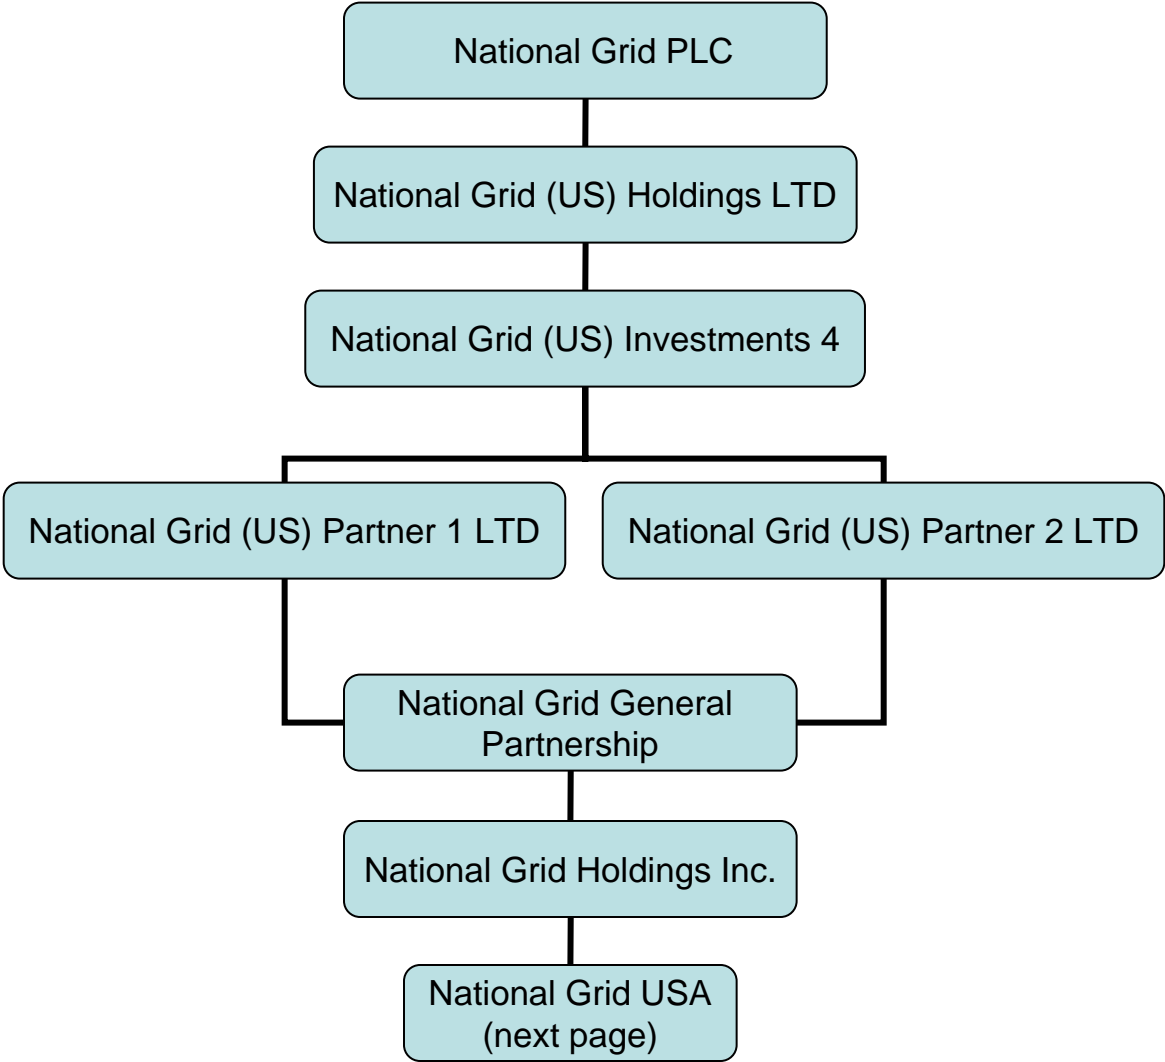 National Grid PLC
National Grid (US) Holdings LTD
National Grid (US) Investments 4
National Grid (US) Partner 1 LTD
National Grid (US) Partner 2 LTD
National Grid General
Partnership
National Grid Holdings Inc.
National Grid USA
(next page)